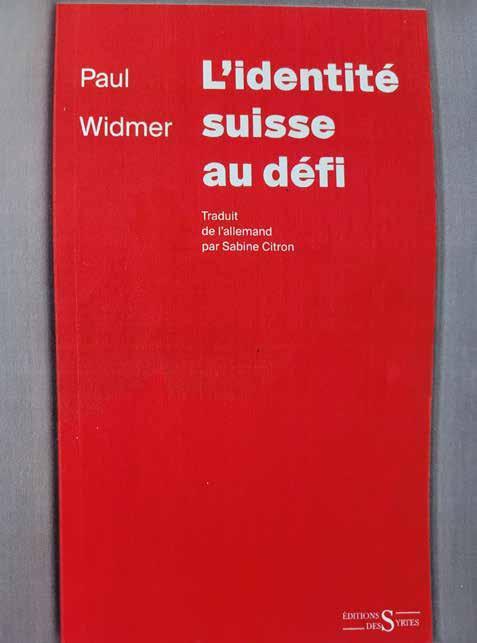 Paul
Widmer
L'identité
suisse
au défi
Traduit
de l'allemand
par Sabine Citron
ÉDITIONS
DES SYRTES